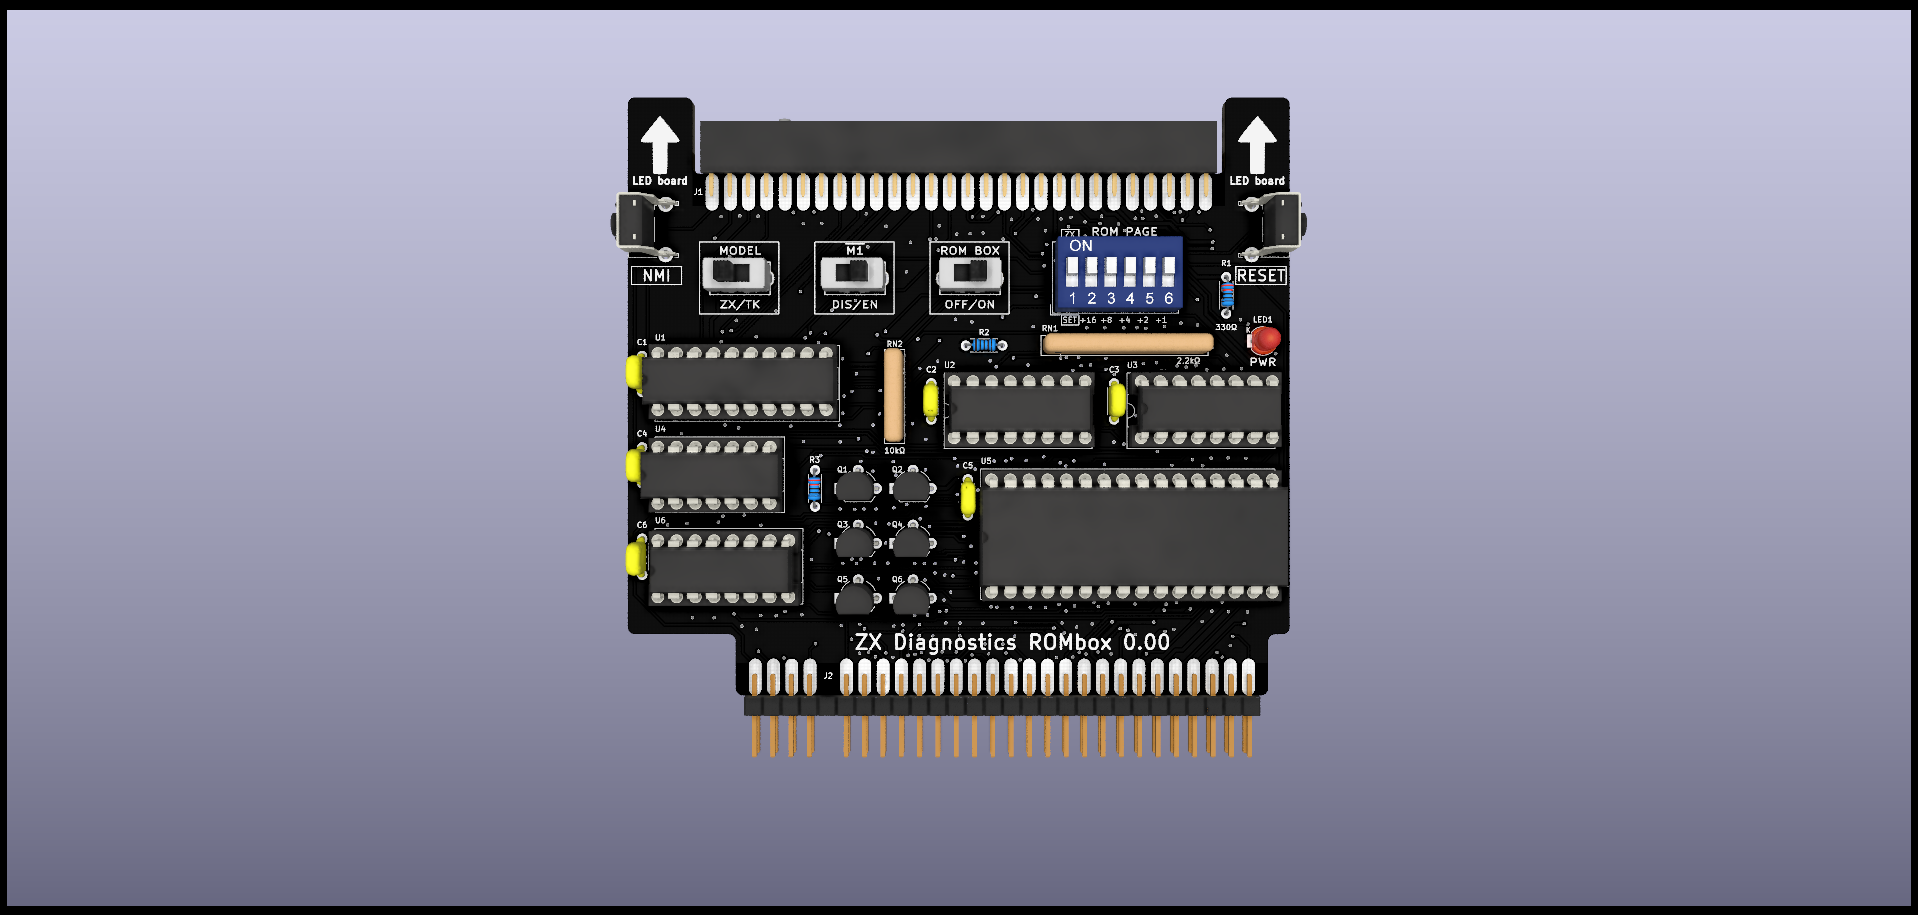 LED board
LED board
J1
MODEL
ZX/TK
M1
DIS/EN
ROM BOX
OFF/ON
ZX
ROM PAGE
ON
1 2 3 4 5 6
SET +16 +8 +4 +2 +1
NMI
RESET
R1
330Ω
LED1
K
PWR
R2
RN1
2.2kΩ
C1
U1
RN2
10kΩ
C2
U2
C3
U3
C4
U4
R3
Q1
Q2
C5
U5
C6
U6
Q3
Q4
Q5
Q6
ZX Diagnostics ROMbox 0.00
J2